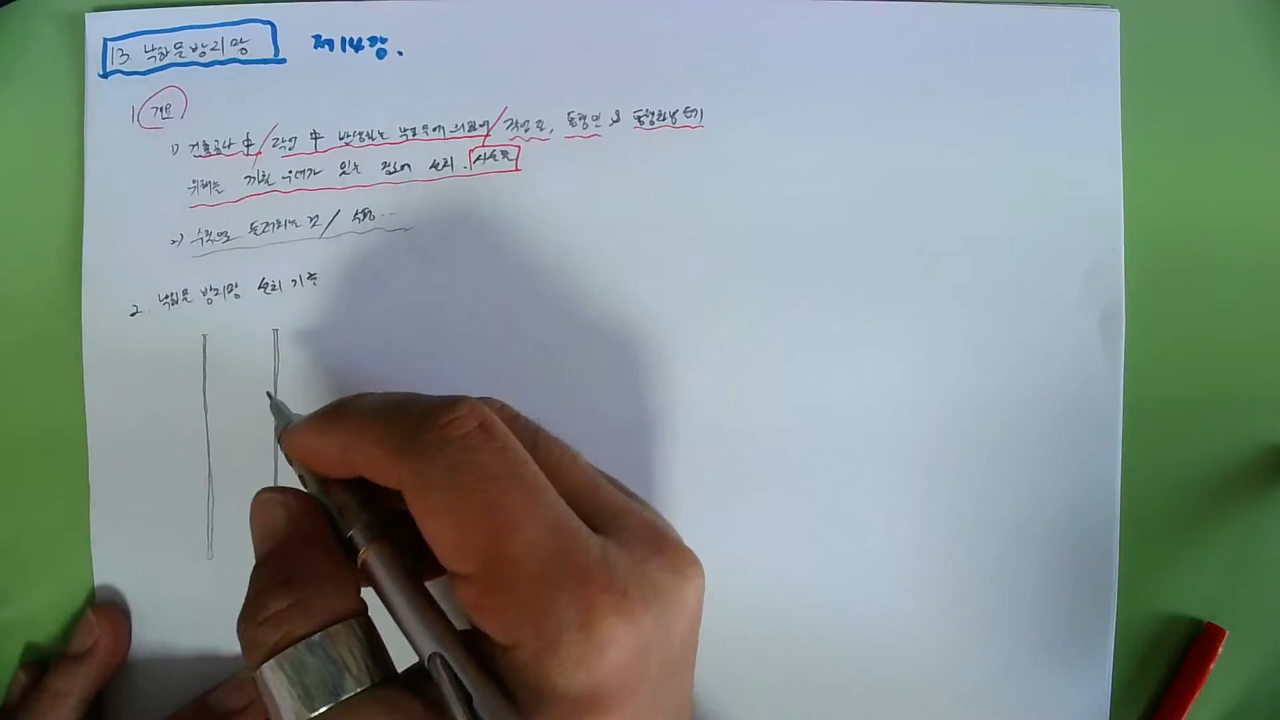 13. 낙하물방지망 제14강.
1. 개요
1) 건축공사 中 / 작업 中 발생하는 낙하물에 의하여 / 작업원, 통행인 및 통행차량 등이
위해를 끼칠 우려가 있는 장소에 설치. 시설물
2) 수평으로 돌려치는 것 /
2. 낙하물 방지망 설치 기준